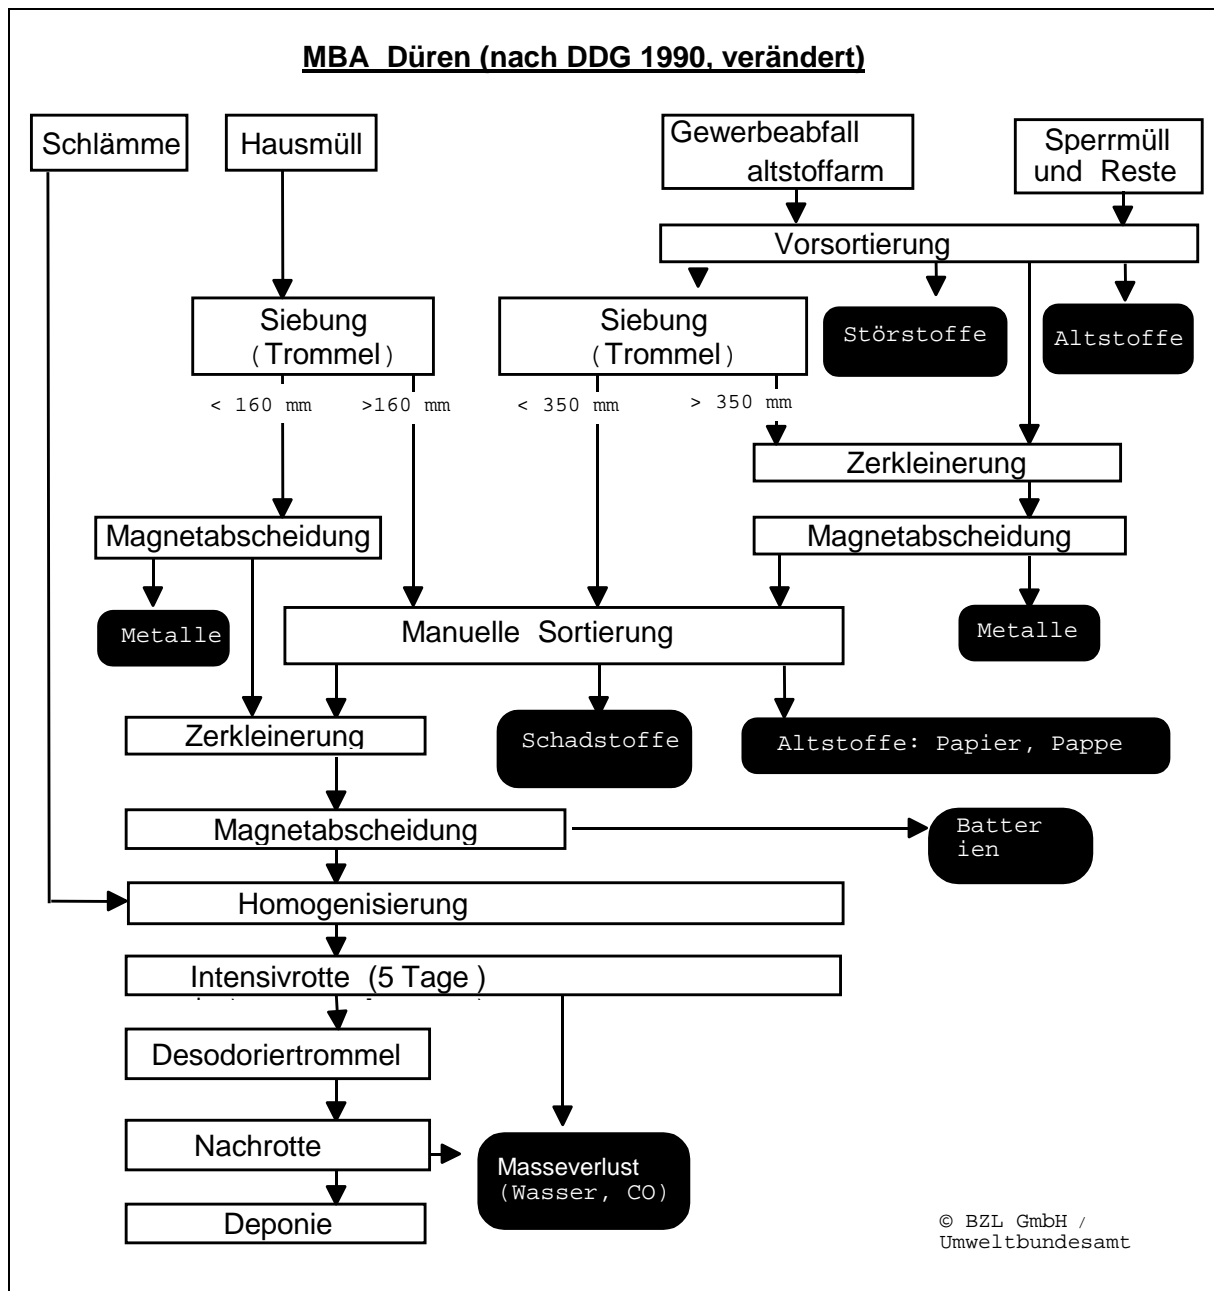 MBA Düren (nach DDG 1990, verändert)
Schlämme
Hausmüll
Gewerbeabfall
altstoffarm
Sperrmüll
und Reste
Vorsortierung
Siebung
(Trommel)
Siebung
(Trommel)
Störstoffe
Altstoffe
< 160 mm
>160 mm
< 350 mm
> 350 mm
Zerkleinerung
Magnetabscheidung
Magnetabscheidung
Metalle
Manuelle Sortierung
Metalle
Zerkleinerung
Schadstoffe
Altstoffe: Papier, Pappe
Magnetabscheidung
Batter
ien
Homogenisierung
Intensivrotte (5 Tage )
Desodoriertrommel
Nachrotte
Masseverlust
(Wasser, CO)
Deponie
© BZL GmbH /
Umweltbundesamt